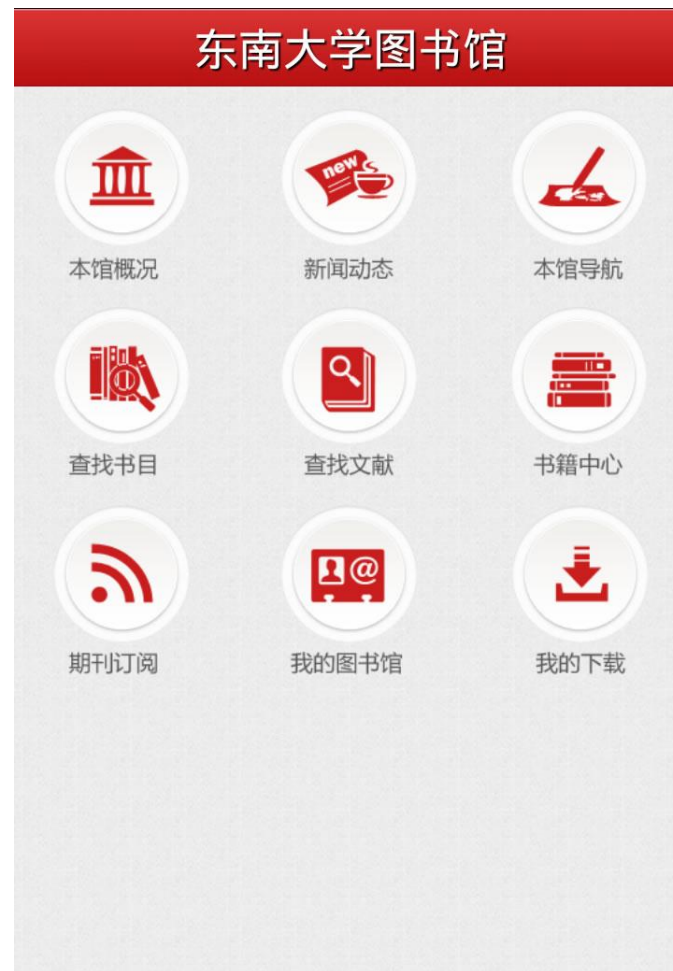 东南大学图书馆
new
本馆概况 新闻动态 本馆导航
@
查找书目 查找文献 书籍中心
期刊订阅 我的图书馆 我的下载